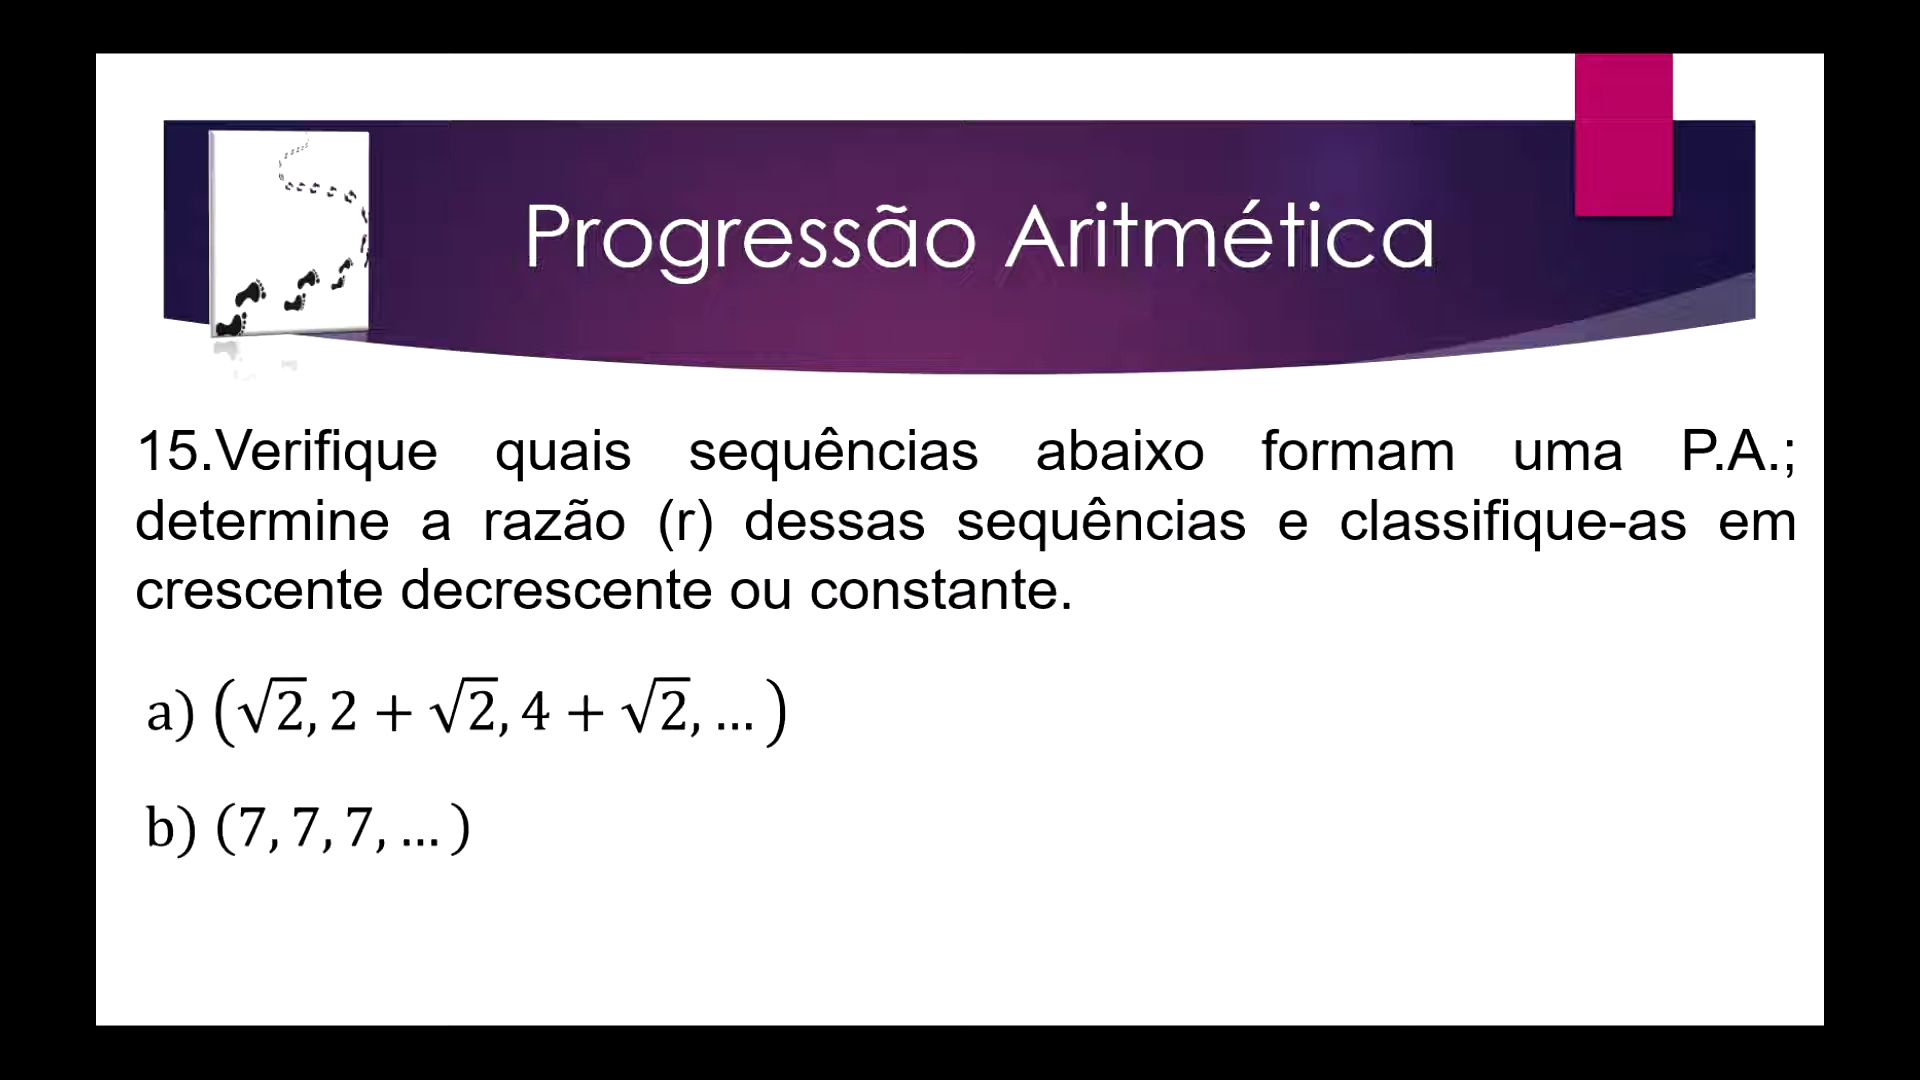 Progressão Aritmética
15.Verifique quais sequências abaixo formam uma P.A.;
determine a razão (r) dessas sequências e classifique-as em
crescente decrescente ou constante.
a) (√2, 2 + √2, 4 + √2, … )
b) (7, 7, 7, … )